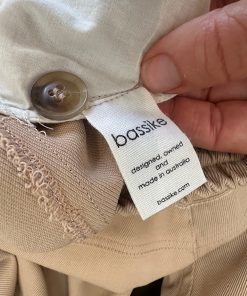 bassike
designed, owned
and
made in australia
bassike.com